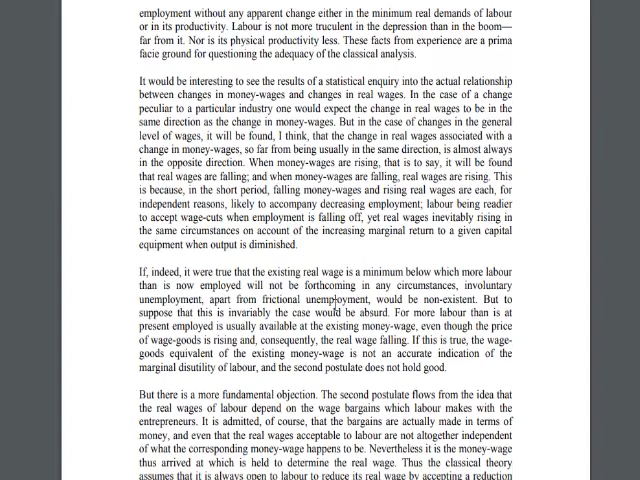 employment without any apparent change either in the minimum real demands of labour
or in its productivity. Labour is not more truculent in the depression than in the boom—
far from it. Nor is its physical productivity less. These facts from experience are a prima
facie ground for questioning the adequacy of the classical analysis.
It would be interesting to see the results of a statistical enquiry into the actual relationship
between changes in money-wages and changes in real wages. In the case of a change
peculiar to a particular industry one would expect the change in real wages to be in the
same direction as the change in money-wages. But in the case of changes in the general
level of wages, it will be found, I think, that the change in real wages associated with a
change in money-wages, so far from being usually in the same direction, is almost always
in the opposite direction. When money-wages are rising, that is to say, it will be found
that real wages are falling; and when money-wages are falling, real wages are rising. This
is because, in the short period, falling money-wages and rising real wages are each, for
independent reasons, likely to accompany decreasing employment; labour being readier
to accept wage-cuts when employment is falling off, yet real wages inevitably rising in
the same circumstances on account of the increasing marginal return to a given capital
equipment when output is diminished.
If, indeed, it were true that the existing real wage is a minimum below which more labour
than is now employed will not be forthcoming in any circumstances, involuntary
unemployment, apart from frictional unemployment, would be non-existent. But to
suppose that this is invariably the case would be absurd. For more labour than is at
present employed is usually available at the existing money-wage, even though the price
of wage-goods is rising and, consequently, the real wage falling. If this is true, the wage-
goods equivalent of the existing money-wage is not an accurate indication of the
marginal disutility of labour, and the second postulate does not hold good.
But there is a more fundamental objection. The second postulate flows from the idea that
the real wages of labour depend on the wage bargains which labour makes with the
entrepreneurs. It is admitted, of course, that the bargains are actually made in terms of
money, and even that the real wages acceptable to labour are not altogether independent
of what the corresponding money-wage happens to be. Nevertheless it is the money-wage
thus arrived at which is held to determine the real wage. Thus the classical theory
assumes that it is always open to labour to reduce its real wage by accepting a reduction